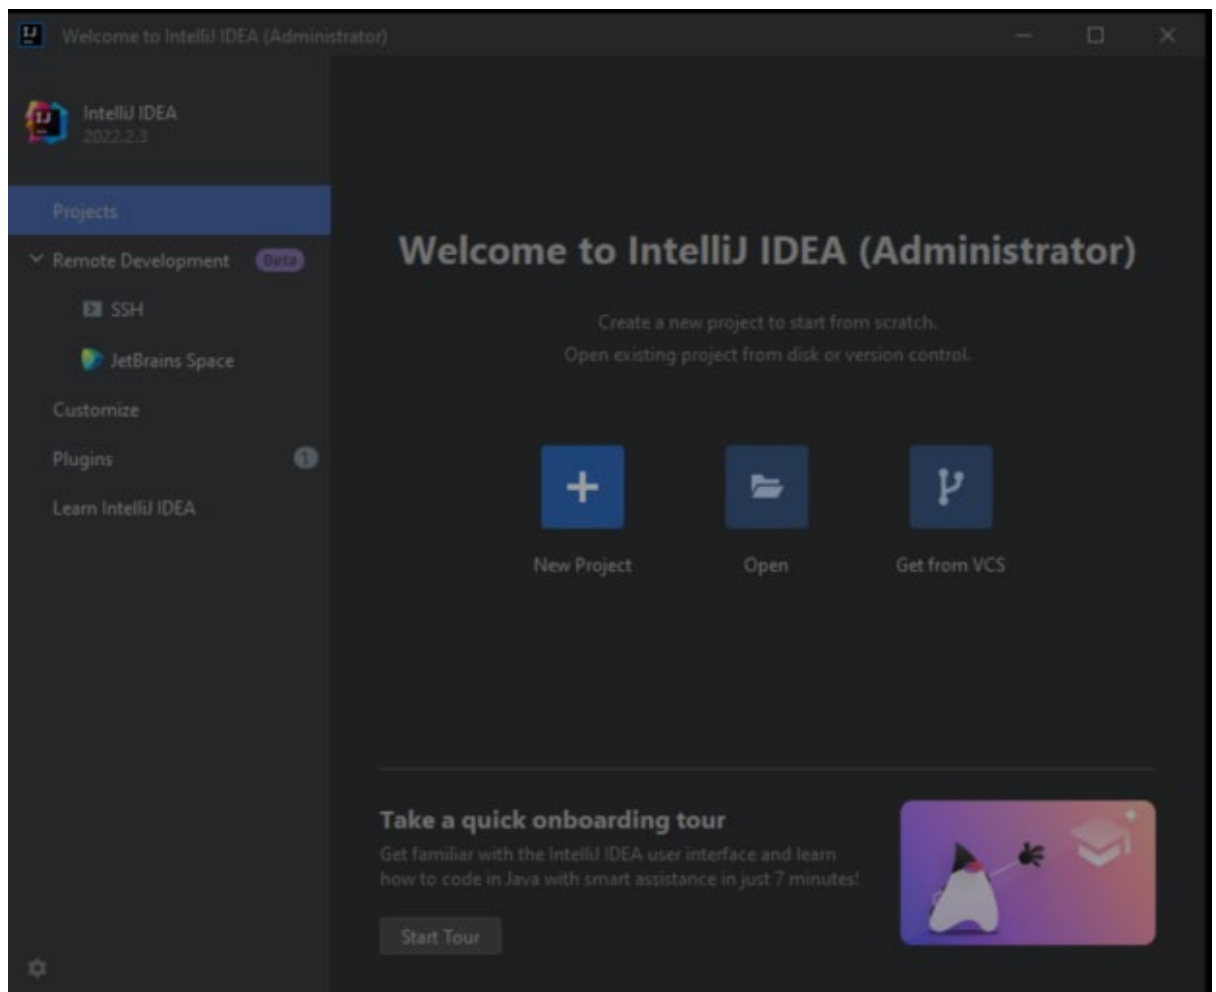 Welcome to IntelliJ IDEA (Administrator)
IntelliJ IDEA
2022.2.3
Projects
Remote Development Beta
SSH
JetBrains Space
Customize
Plugins 1
Learn IntelliJ IDEA
Welcome to IntelliJ IDEA (Administrator)
Create a new project to start from scratch.
Open existing project from disk or version control.
New Project Open Get from VCS
Take a quick onboarding tour
Get familiar with the IntelliJ IDEA user interface and learn
how to code in Java with smart assistance in just 7 minutes!
Start Tour